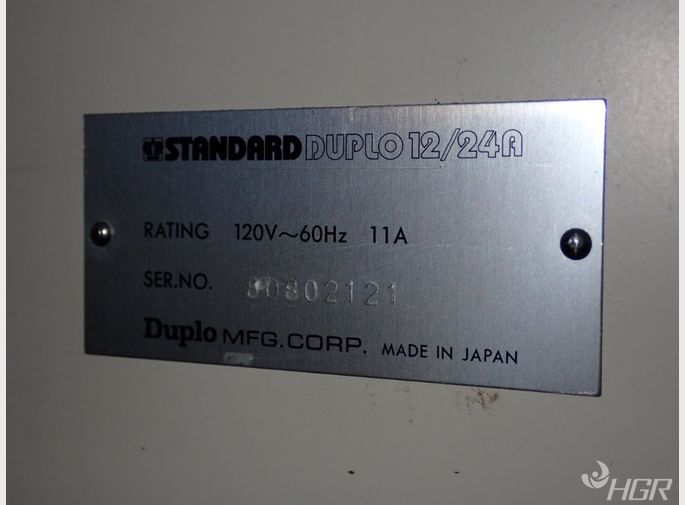 STANDARD DUPLO 12/24A
RATING 120V~60Hz 11A
SER.NO. 80802121
Duplo MFG.CORP. MADE IN JAPAN
HGR